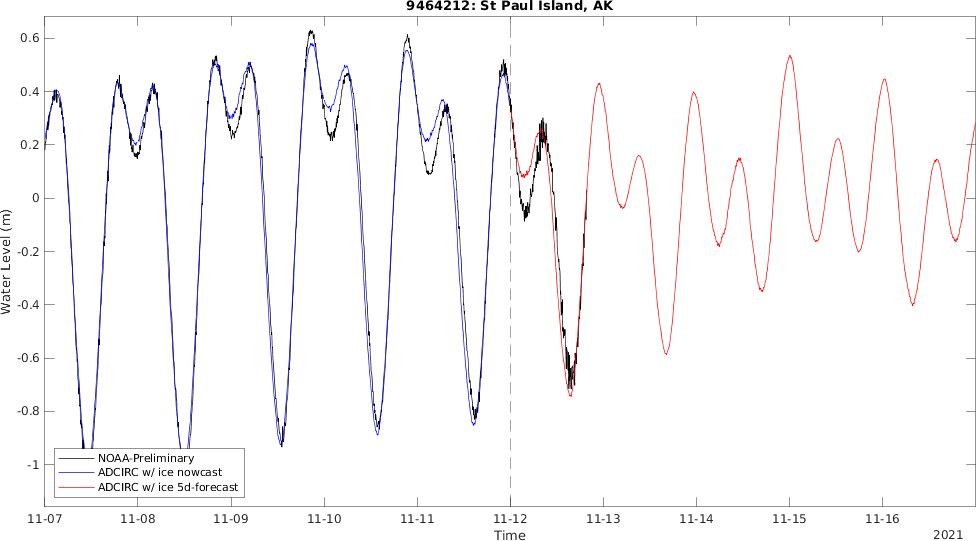 9464212: St Paul Island, AK
0.6
0.4
0.2
0
-0.2
-0.4
-0.6
-0.8
-1
Water Level (m)
NOAA-Preliminary
ADCIRC w/ ice nowcast
ADCIRC w/ ice 5d-forecast
11-07 11-08 11-09 11-10 11-11 11-12 11-13 11-14 11-15 11-16
Time
2021